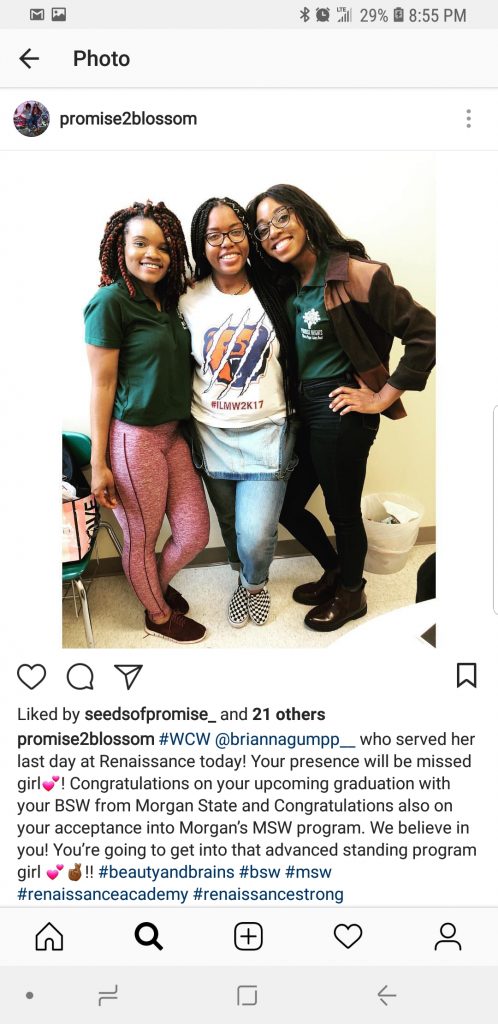 LTE 29% 8:55 PM
Photo
promise2blossom
#ILMW2K17
Liked by seedsofpromise_ and 21 others
promise2blossom #WCW @briannagumpp__ who served her
last day at Renaissance today! Your presence will be missed
girl💕! Congratulations on your upcoming graduation with
your BSW from Morgan State and Congratulations also on
your acceptance into Morgan's MSW program. We believe in
you! You're going to get into that advanced standing program
girl 💕🤞🏾!! #beautyandbrains #bsw #msw
#renaissanceacademy #renaissancestrong